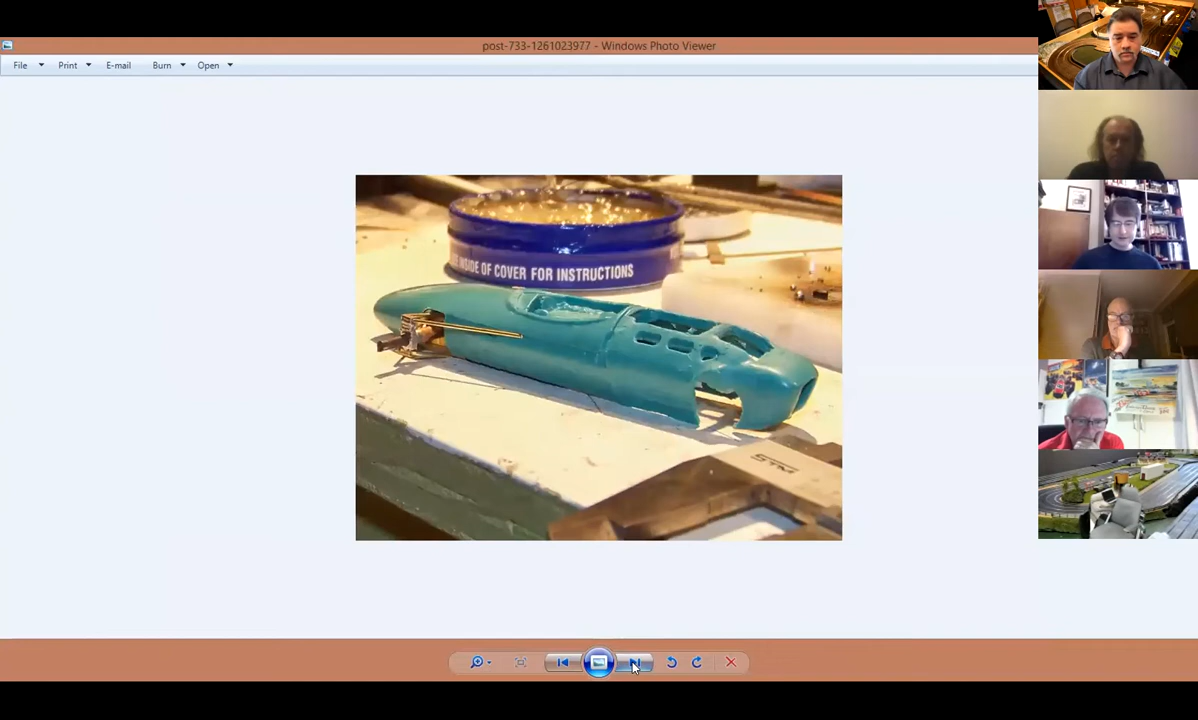 post-733-1261023977 - Windows Photo Viewer
File Print E-mail Burn Open
INSIDE OF COVER FOR INSTRUCTIONS